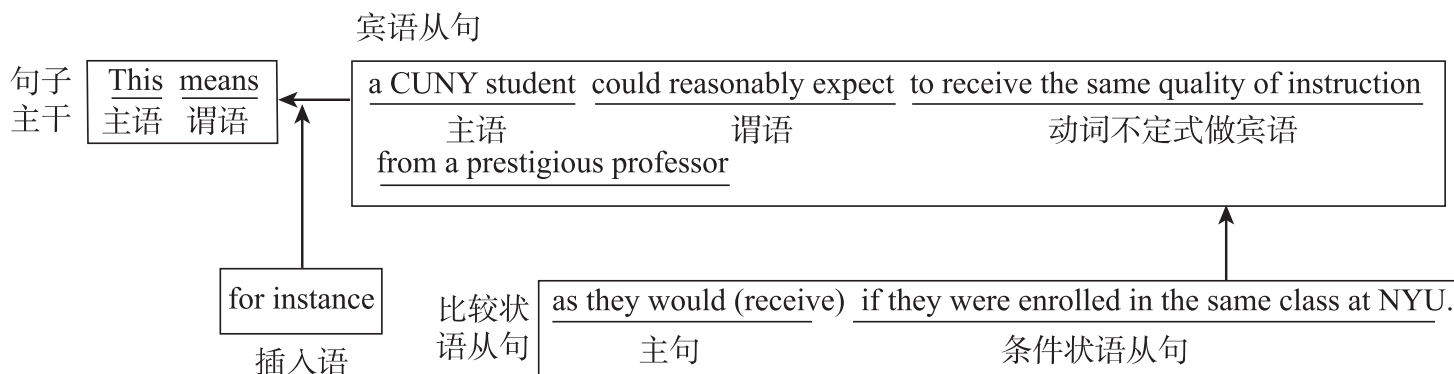 宾语从句
句子
主干
This means
主语 谓语
a CUNY student could reasonably expect to receive the same quality of instruction
主语 谓语 动词不定式做宾语
from a prestigious professor
for instance
插入语
比较状
语从句
as they would (receive) if they were enrolled in the same class at NYU.
主句 条件状语从句